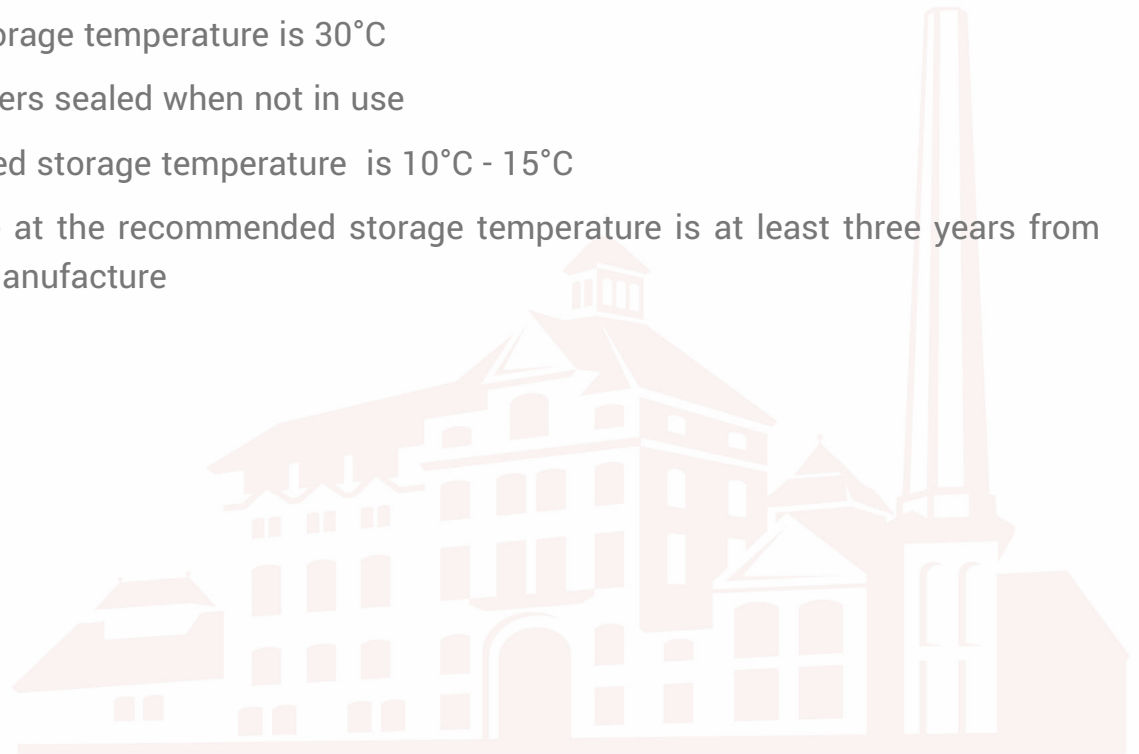 orage temperature is 30°C
ers sealed when not in use
ed storage temperature is 10°C - 15°C
at the recommended storage temperature is at least three years from
anufacture